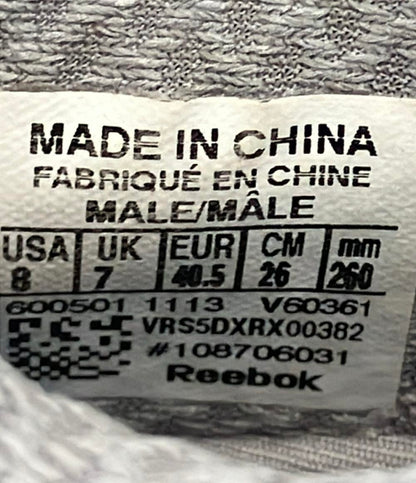 MADE IN CHINA
FABRIQUÉ EN CHINE
MALE/MÂLE
USA UK EUR CM mm
8 7 40.5 26 260
600501 1113 V60361
VRS5DXRX00382
#108706031
Reebok